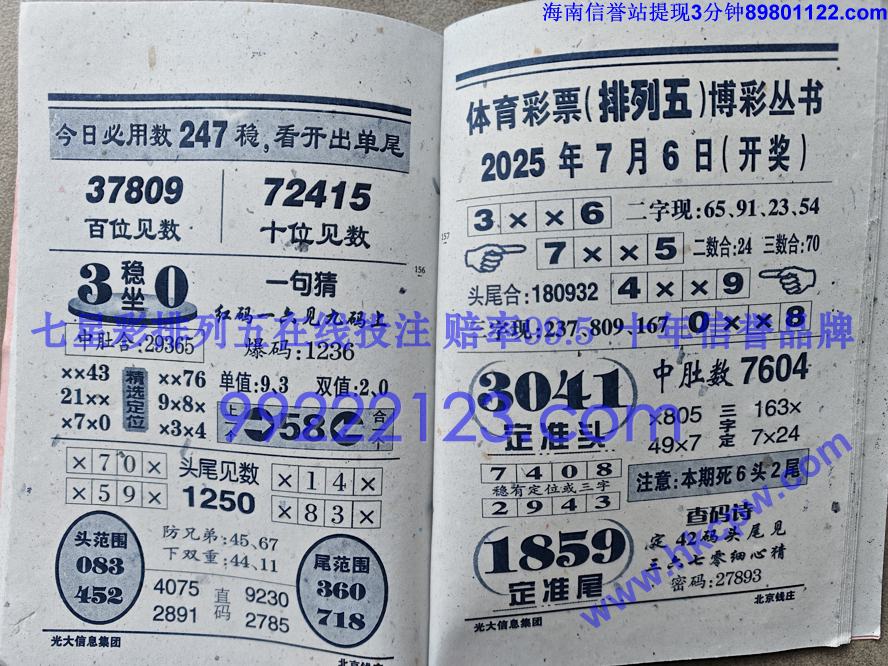 海南信誉站提现3分钟89801122.com
今日必用数247稳,看开出单尾
37809 72415
百位见数 十位见数
3稳坐0 一句猜
红码一六见九码上
中肚合:29365 爆码:1236
××43 精选定位 ××76 单值:9、3 双值:2、0
21×× 9×8×
×7×0 ×3×4
58
×70× 头尾见数 ×14×
×59× 1250 ×83×
头范围 083 452
防兄弟:45、67
下双重:44、11
尾范围 360 718
4075 直码 9230
2891 2785
光大信息集团 北京钱庄
156
体育彩票(排列五)博彩丛书
2025年7月6日(开奖)
157
3××6 二字现:65、91、23、54
7××5 二数合:24 三数合:70
头尾合:180932 4××9
三字现:237、809、167 0××8
3041 中肚数7604
定准头
×805 三字定 163×
49×7 7×24
7408
稳有定位或三字
2943
注意:本期死6头2尾
1859
定准尾
查码诗
定42码头尾见
三六七零细心精
密码:27893
光大信息集团 北京钱庄
七星彩排列五在线投注 赔率99.5 十年信誉品牌
99222123.com
www.hkcpw.com